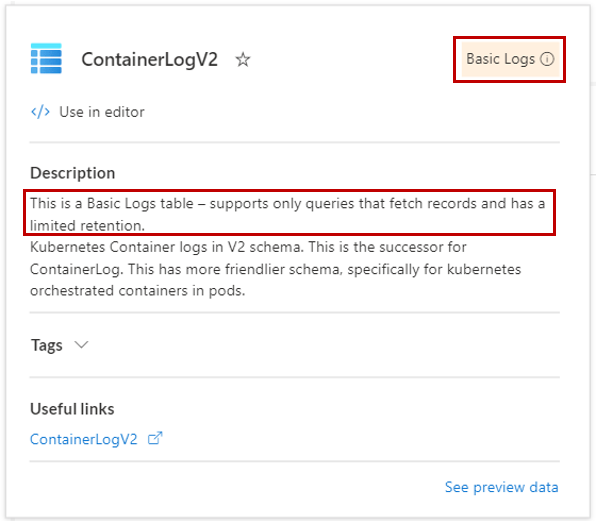 ContainerLogV2
Basic Logs
</> Use in editor
Description
This is a Basic Logs table – supports only queries that fetch records and has a
limited retention.
Kubernetes Container logs in V2 schema. This is the successor for
ContainerLog. This has more friendlier schema, specifically for kubernetes
orchestrated containers in pods.
Tags
Useful links
ContainerLogV2
See preview data